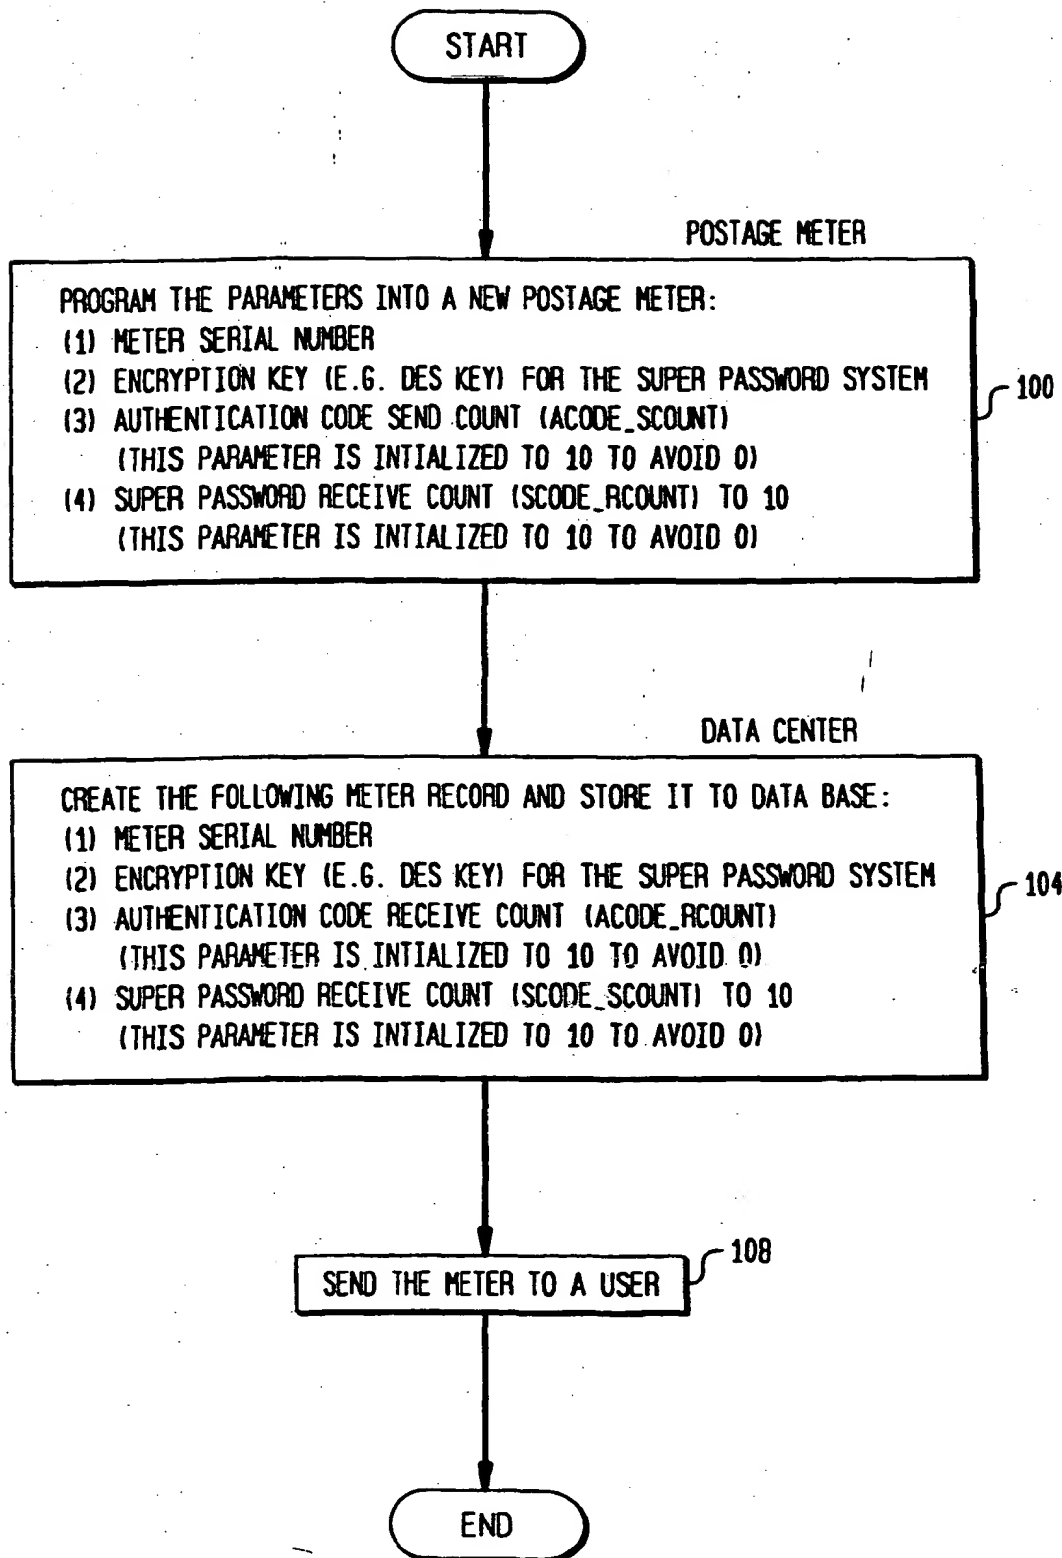 START
POSTAGE METER
PROGRAM THE PARAMETERS INTO A NEW POSTAGE METER:
(1) METER SERIAL NUMBER
(2) ENCRYPTION KEY (E.G. DES KEY) FOR THE SUPER PASSWORD SYSTEM
(3) AUTHENTICATION CODE SEND COUNT (ACODE_SCOUNT)
(THIS PARAMETER IS INTIALIZED TO 10 TO AVOID 0)
(4) SUPER PASSWORD RECEIVE COUNT (SCODE_RCOUNT) TO 10
(THIS PARAMETER IS INTIALIZED TO 10 TO AVOID 0)
100
DATA CENTER
CREATE THE FOLLOWING METER RECORD AND STORE IT TO DATA BASE:
(1) METER SERIAL NUMBER
(2) ENCRYPTION KEY (E.G. DES KEY) FOR THE SUPER PASSWORD SYSTEM
(3) AUTHENTICATION CODE RECEIVE COUNT (ACODE_RCOUNT)
(THIS PARAMETER IS INTIALIZED TO 10 TO AVOID 0)
(4) SUPER PASSWORD RECEIVE COUNT (SCODE_SCOUNT) TO 10
(THIS PARAMETER IS INTIALIZED TO 10 TO AVOID 0)
104
108
SEND THE METER TO A USER
END